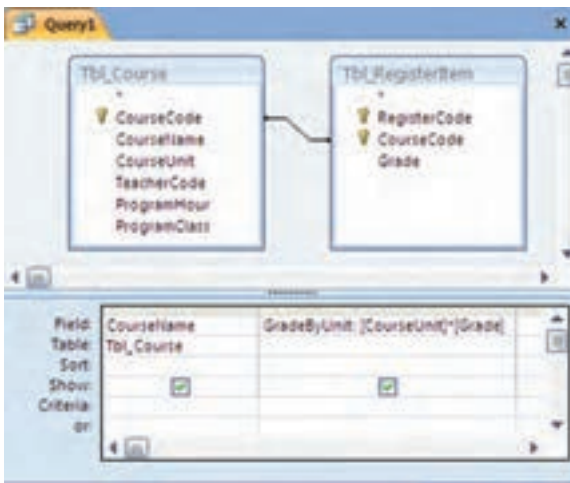 Query1
Tbl_Course
*
CourseCode
CourseName
CourseUnit
TeacherCode
ProgramHour
ProgramClass
Tbl_RegisterItem
*
RegisterCode
CourseCode
Grade
Field: CourseName GradeByUnit: [CourseUnit]*[Grade]
Table: Tbl_Course
Sort:
Show:
Criteria:
or: